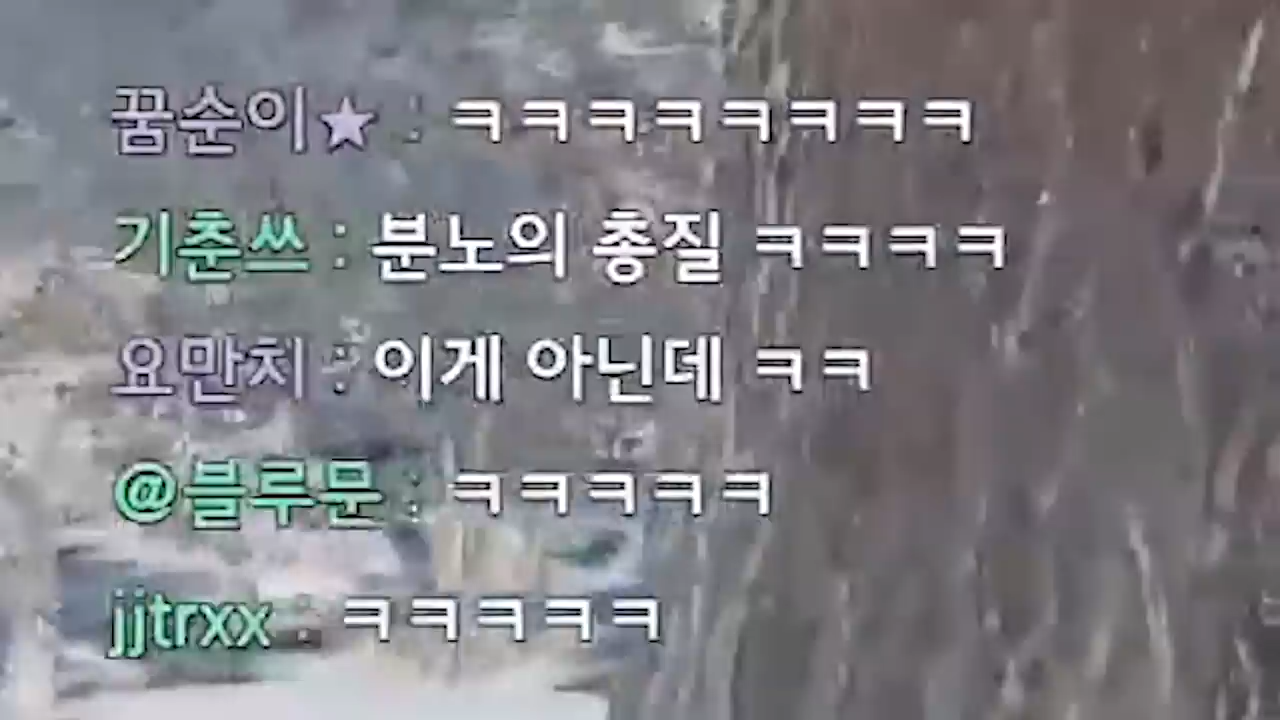 꿈순이★ : ㅋㅋㅋㅋㅋㅋㅋㅋ
기춘쓰 : 분노의 총질 ㅋㅋㅋㅋ
요만치 : 이게 아닌데 ㅋㅋ
@블루문 : ㅋㅋㅋㅋㅋ
jjtrxx : ㅋㅋㅋㅋㅋ